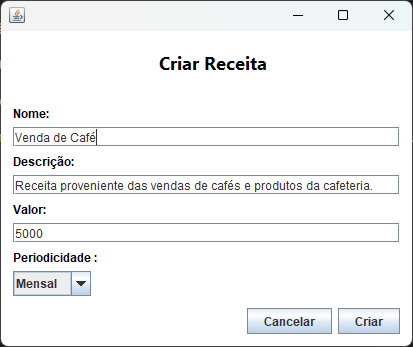 Criar Receita
Nome:
Venda de Café
Descrição:
Receita proveniente das vendas de cafés e produtos da cafeteria.
Valor:
5000
Periodicidade :
Mensal
Cancelar
Criar